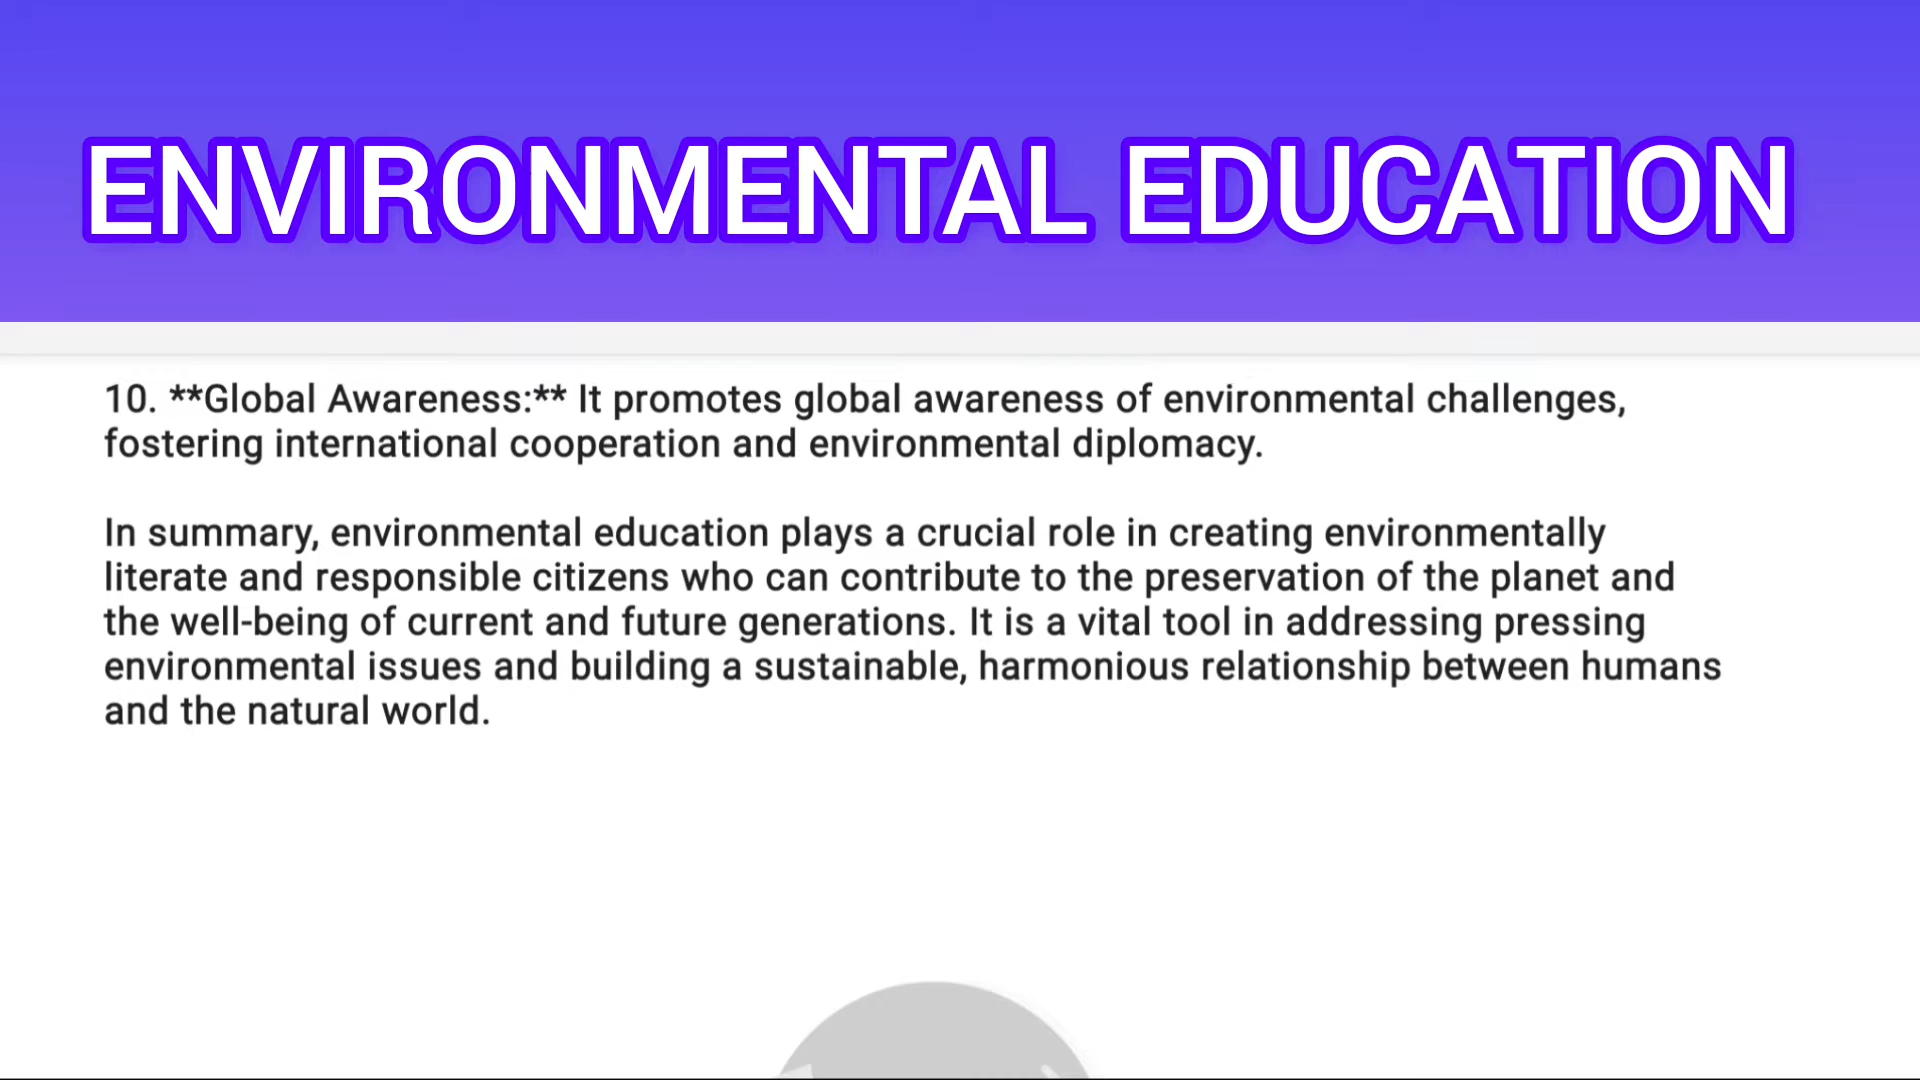 ENVIRONMENTAL EDUCATION
10. **Global Awareness:** It promotes global awareness of environmental challenges,
fostering international cooperation and environmental diplomacy.
In summary, environmental education plays a crucial role in creating environmentally
literate and responsible citizens who can contribute to the preservation of the planet and
the well-being of current and future generations. It is a vital tool in addressing pressing
environmental issues and building a sustainable, harmonious relationship between humans
and the natural world.